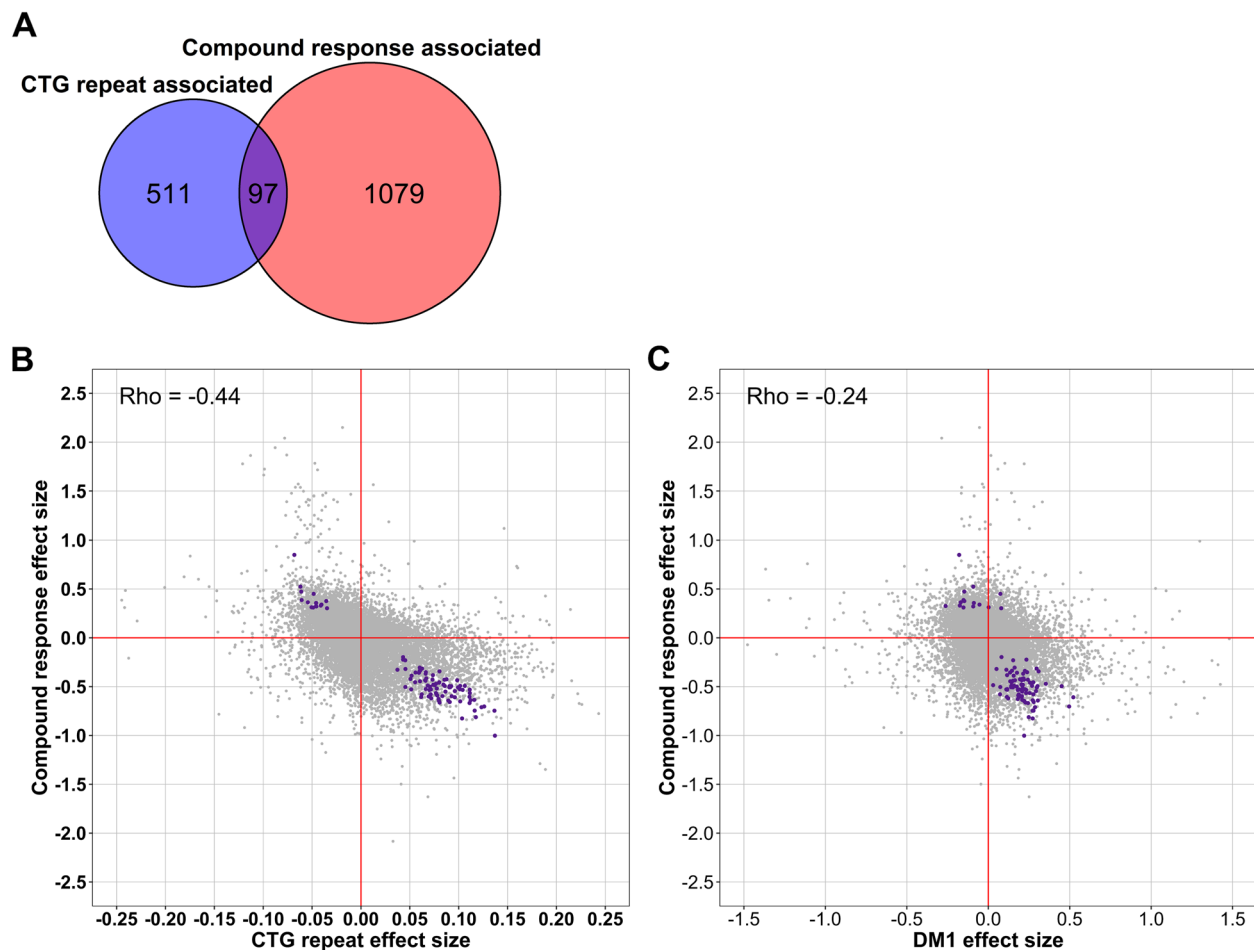 A
Compound response associated
CTG repeat associated
511
97
1079
B
Rho = -0.44
2.5
2.0
1.5
1.0
0.5
0.0
-0.5
-1.0
-1.5
-2.0
-2.5
Compound response effect size
-0.25 -0.20 -0.15 -0.10 -0.05 0.00 0.05 0.10 0.15 0.20 0.25
CTG repeat effect size
C
Rho = -0.24
2.5
2.0
1.5
1.0
0.5
0.0
-0.5
-1.0
-1.5
-2.0
-2.5
Compound response effect size
-1.5 -1.0 -0.5 0.0 0.5 1.0 1.5
DM1 effect size